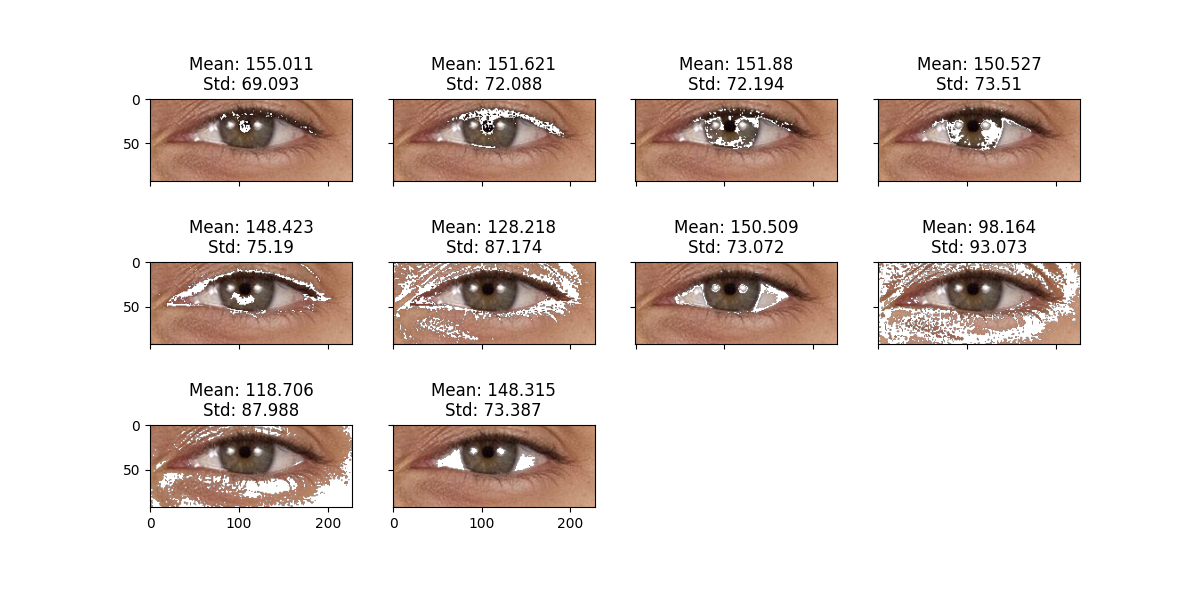 Mean: 155.011
Std: 69.093
Mean: 151.621
Std: 72.088
Mean: 151.88
Std: 72.194
Mean: 150.527
Std: 73.51
0
50
Mean: 148.423
Std: 75.19
Mean: 128.218
Std: 87.174
Mean: 150.509
Std: 73.072
Mean: 98.164
Std: 93.073
0
50
Mean: 118.706
Std: 87.988
Mean: 148.315
Std: 73.387
0
50
0 100 200
0 100 200